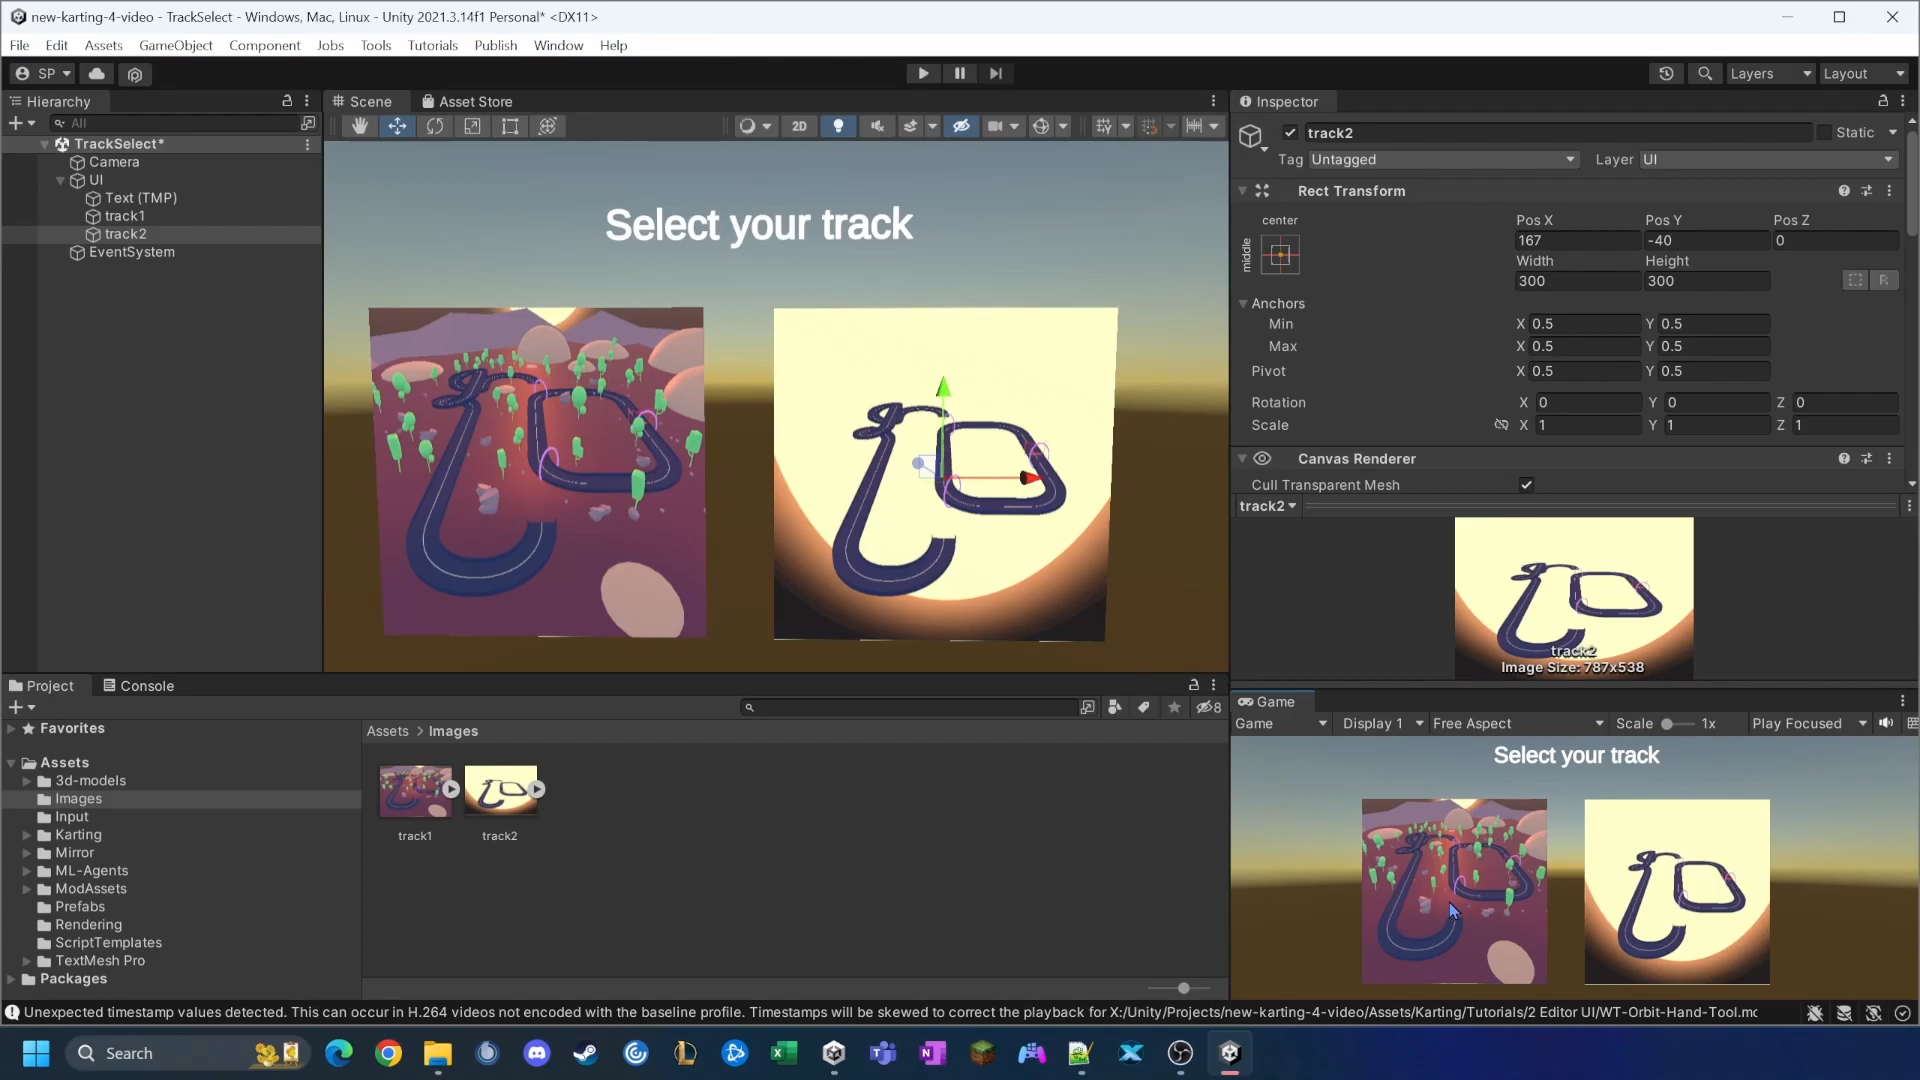 new-karting-4-video - TrackSelect - Windows, Mac, Linux - Unity 2021.3.14f1 Personal* <DX11>
File Edit Assets GameObject Component Jobs Tools Tutorials Publish Window Help
SP Layers Layout
Hierarchy Scene Asset Store Inspector
All 2D track2 Static
TrackSelect*
Camera
UI
Text (TMP)
track1
track2
EventSystem
Select your track
Tag Untagged Layer UI
Rect Transform
center
middle
Pos X Pos Y Pos Z
167 -40 0
Width Height
300 300 R
Anchors
Min X 0.5 Y 0.5
Max X 0.5 Y 0.5
Pivot X 0.5 Y 0.5
Rotation X 0 Y 0 Z 0
Scale X 1 Y 1 Z 1
Canvas Renderer
Cull Transparent Mesh
track2
track2
Image Size: 787x538
Project Console
8
Favorites
Assets
3d-models
Images
Input
Karting
Mirror
ML-Agents
ModAssets
Prefabs
Rendering
ScriptTemplates
TextMesh Pro
Packages
Assets > Images
track1 track2
Game
Game Display 1 Free Aspect Scale 1x Play Focused
Select your track
Unexpected timestamp values detected. This can occur in H.264 videos not encoded with the baseline profile. Timestamps will be skewed to correct the playback for X:/Unity/Projects/new-karting-4-video/Assets/Karting/Tutorials/2 Editor UI/WT-Orbit-Hand-Tool.mo
Search